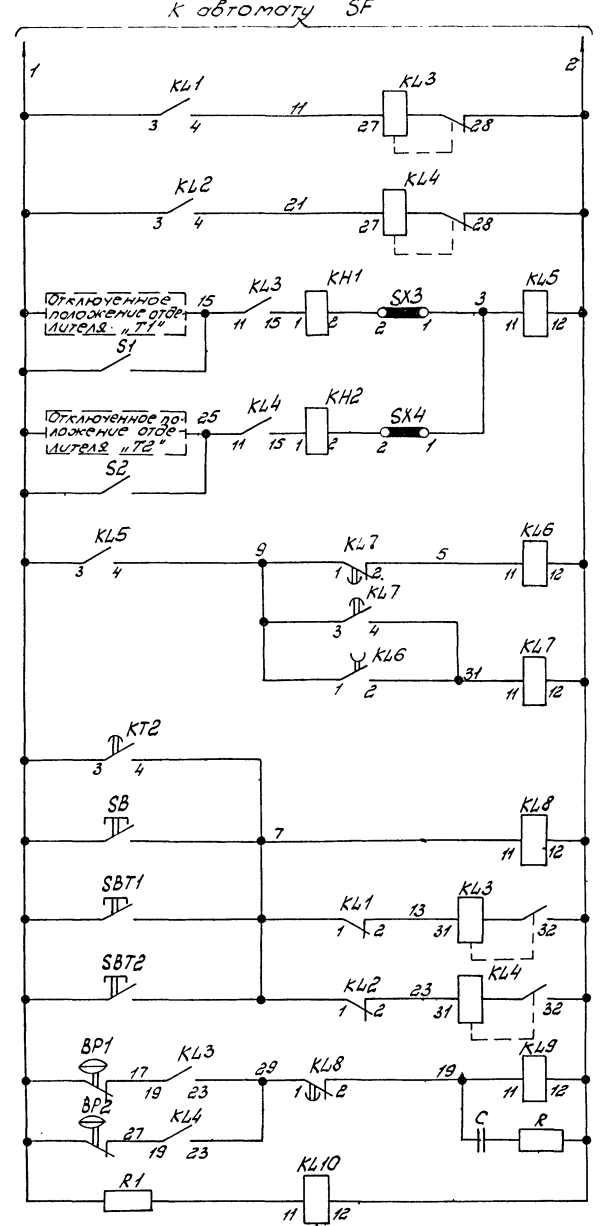 К автомату SF
1 2
KL1 KL3
3 4 11 27 28
KL2 KL4
3 4 21 27 28
Отключенное положение отде-
лителя „Т1"
15 KL3 KH1 SX3 3 KL5
11 15 1 2 2 1 11 12
S1
Отключенное по-
ложение отде-
лителя „Т2"
25 KL4 KH2 SX4
11 15 1 2 2 1
S2
KL5 9 KL7 5 KL6
3 4 1 2 11 12
KL7
3 4
KL6 31 KL7
1 2 11 12
KT2
3 4
SB 7 KL8
11 12
SBT1 KL1 13 KL3
1 2 31 32
SBT2 KL2 23 KL4
1 2 31 32
BP1 17 KL3 29 KL8 19 KL9
19 23 1 2 11 12
BP2 27 KL4 C R
19 23
R1 KL10
11 12